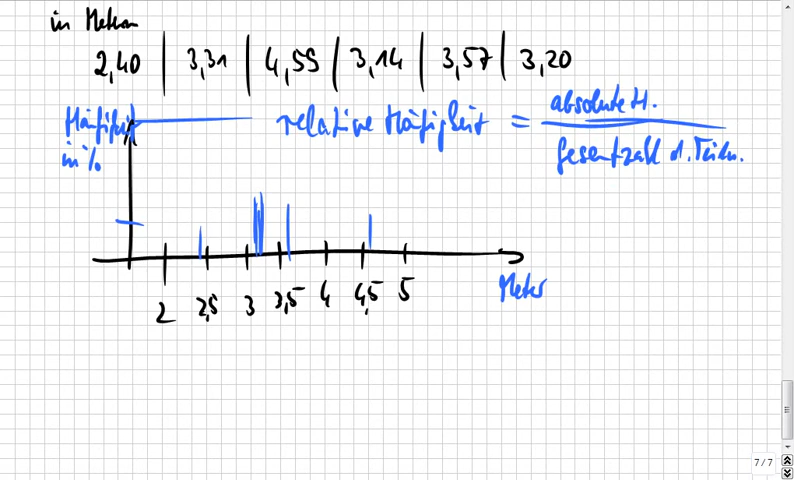 in Metern
2,40 | 3,31 | 4,55 | 3,14 | 3,57 | 3,20
Häufigkeit
in %
relative Häufigkeit = absolute H.
Gesamtzahl d. Teiln.
2 2,5 3 3,5 4 4,5 5
Meter
7/7